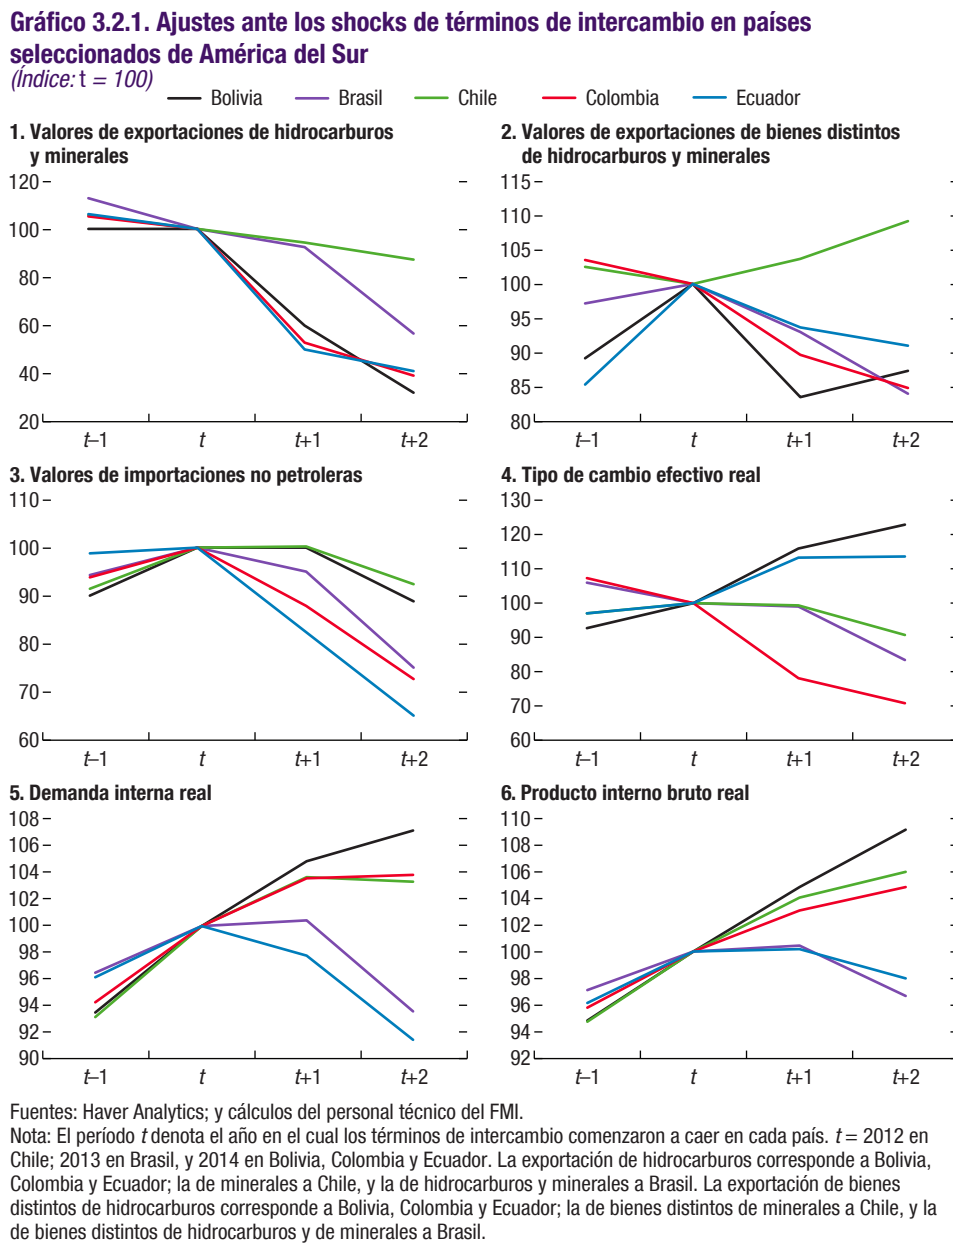 Gráfico 3.2.1. Ajustes ante los shocks de términos de intercambio en países
seleccionados de América del Sur
(Índice: t = 100)
Bolivia Brasil Chile Colombia Ecuador
1. Valores de exportaciones de hidrocarburos
y minerales
120
100
80
60
40
20
t–1 t t+1 t+2
2. Valores de exportaciones de bienes distintos
de hidrocarburos y minerales
115
110
105
100
95
90
85
80
t–1 t t+1 t+2
3. Valores de importaciones no petroleras
110
100
90
80
70
60
t–1 t t+1 t+2
4. Tipo de cambio efectivo real
130
120
110
100
90
80
70
60
t–1 t t+1 t+2
5. Demanda interna real
108
106
104
102
100
98
96
94
92
90
t–1 t t+1 t+2
6. Producto interno bruto real
110
108
106
104
102
100
98
96
94
92
t–1 t t+1 t+2
Fuentes: Haver Analytics; y cálculos del personal técnico del FMI.
Nota: El período t denota el año en el cual los términos de intercambio comenzaron a caer en cada país. t = 2012 en
Chile; 2013 en Brasil, y 2014 en Bolivia, Colombia y Ecuador. La exportación de hidrocarburos corresponde a Bolivia,
Colombia y Ecuador; la de minerales a Chile, y la de hidrocarburos y minerales a Brasil. La exportación de bienes
distintos de hidrocarburos corresponde a Bolivia, Colombia y Ecuador; la de bienes distintos de minerales a Chile, y la
de bienes distintos de hidrocarburos y de minerales a Brasil.